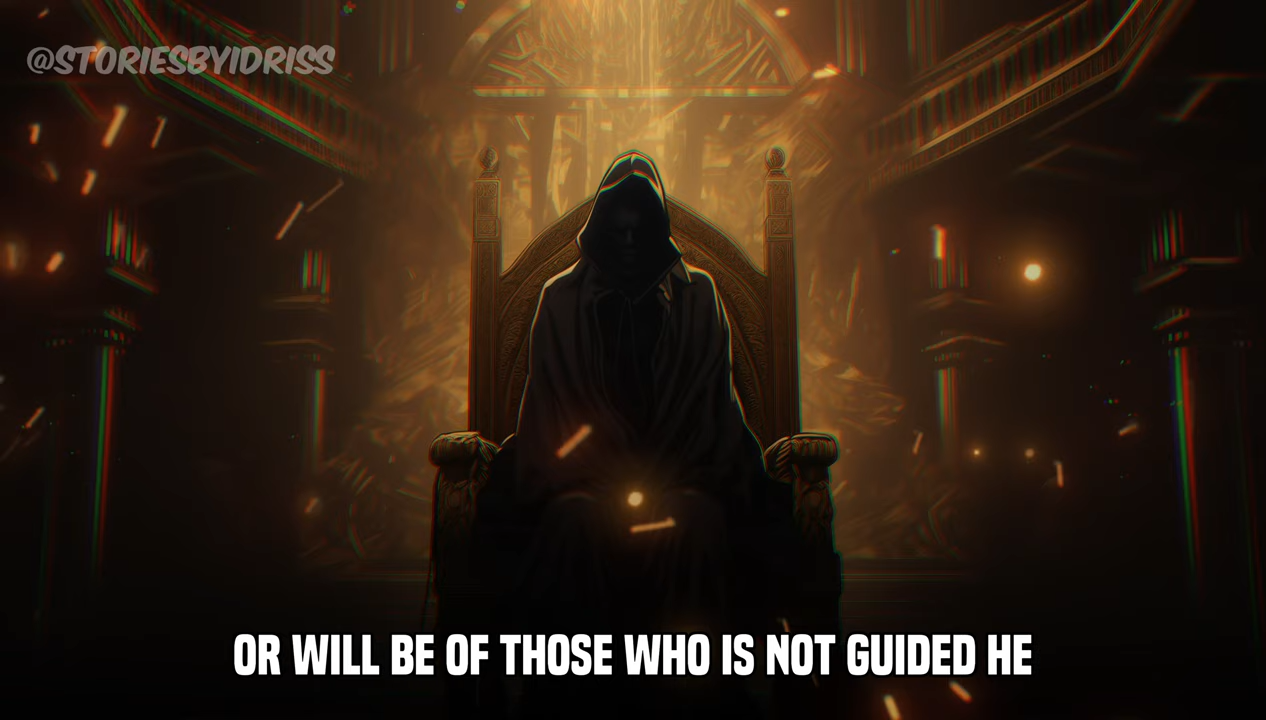 @STORIESBYIDRISS
OR WILL BE OF THOSE WHO IS NOT GUIDED HE